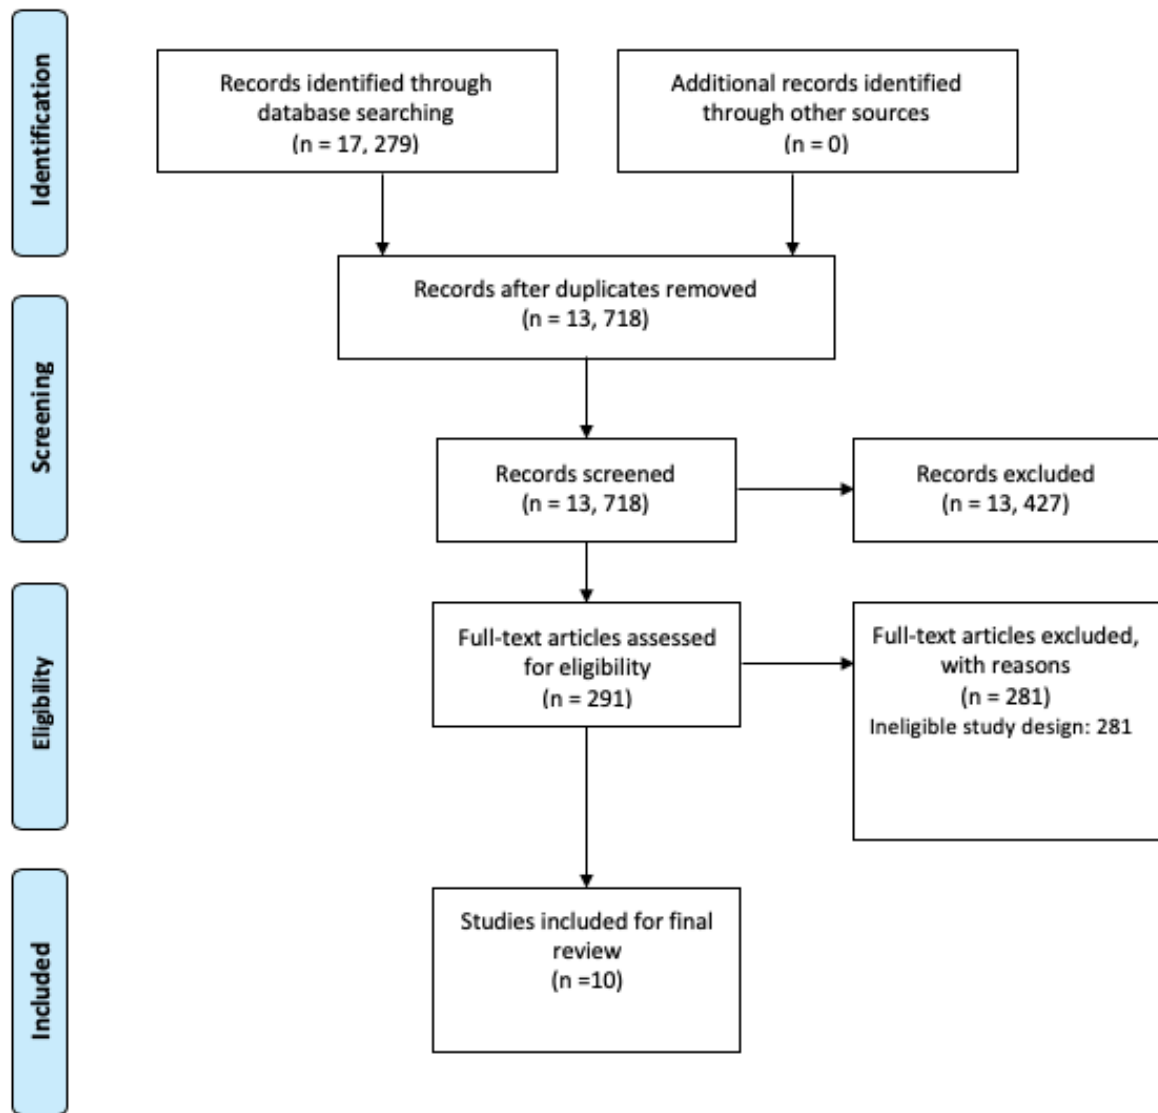 Identification
Records identified through
database searching
(n = 17, 279)
Additional records identified
through other sources
(n = 0)
Records after duplicates removed
(n = 13, 718)
Screening
Records screened
(n = 13, 718)
Records excluded
(n = 13, 427)
Eligibility
Full-text articles assessed
for eligibility
(n = 291)
Full-text articles excluded,
with reasons
(n = 281)
Ineligible study design: 281
Included
Studies included for final
review
(n =10)